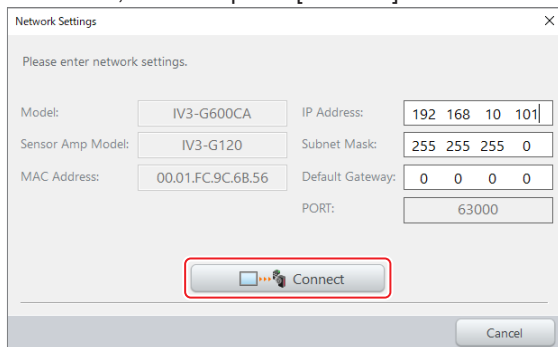 Network Settings
Please enter network settings.
Model: IV3-G600CA IP Address: 192 168 10 101
Sensor Amp Model: IV3-G120 Subnet Mask: 255 255 255 0
MAC Address: 00.01.FC.9C.6B.56 Default Gateway: 0 0 0 0
PORT: 63000
Connect
Cancel